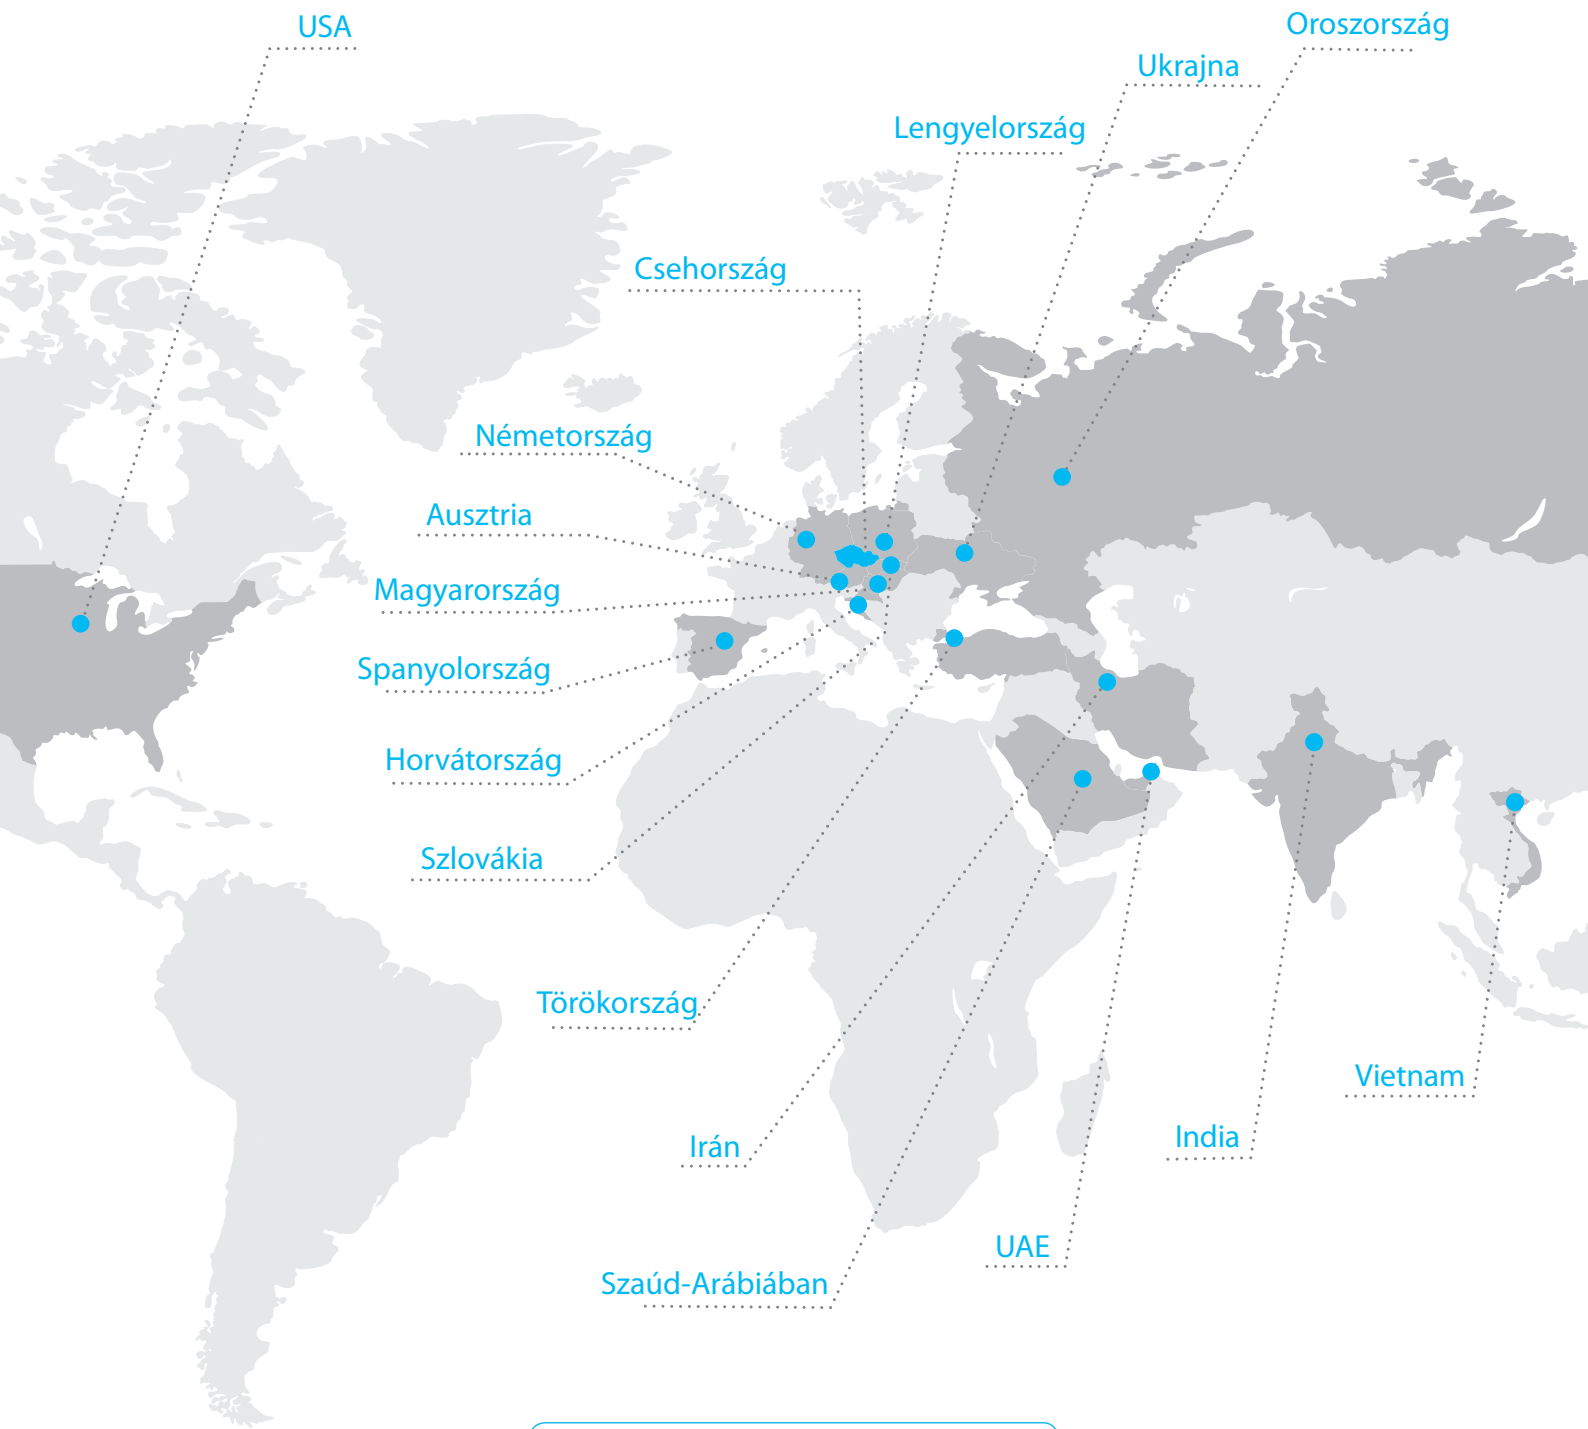 USA
Oroszország
Ukrajna
Lengyelország
Csehország
Németország
Ausztria
Magyarország
Spanyolország
Horvátország
Szlovákia
Törökország
Vietnam
India
Irán
UAE
Szaúd-Arábiában